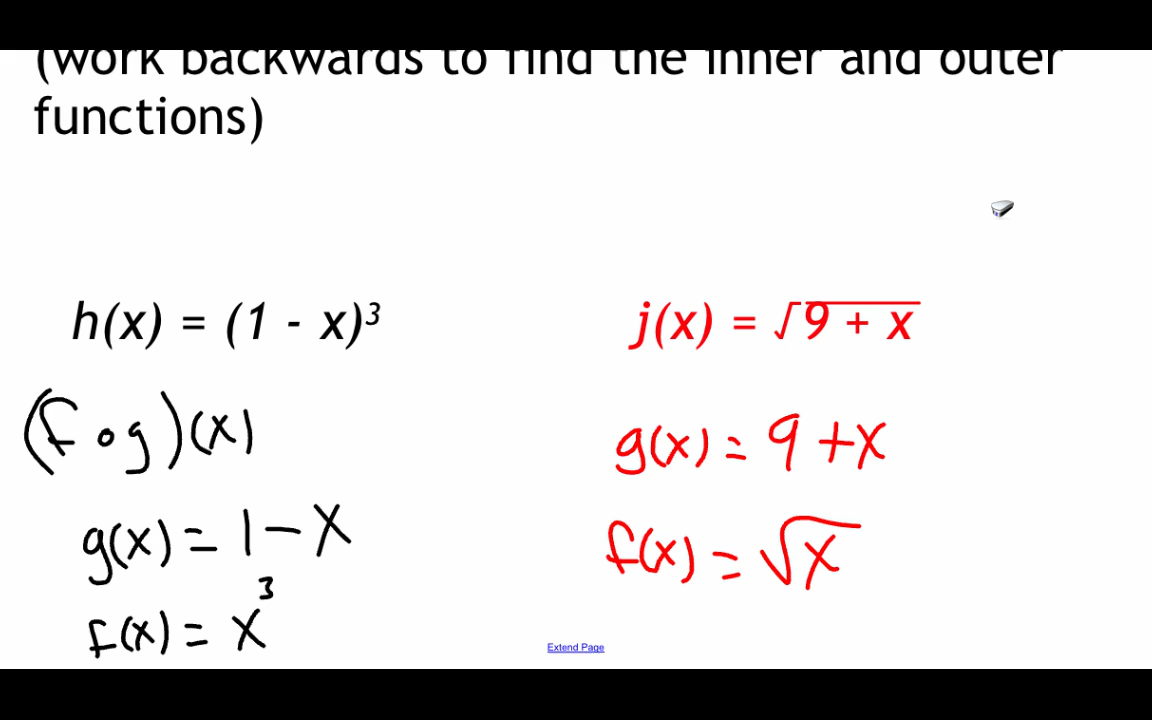 (work backwards to find the inner and outer
functions)
h(x) = (1 - x)³
(f o g)(x)
g(x) = 1 - x
f(x) = x³
j(x) = √9 + x
g(x) = 9 + x
f(x) = √x
Extend Page